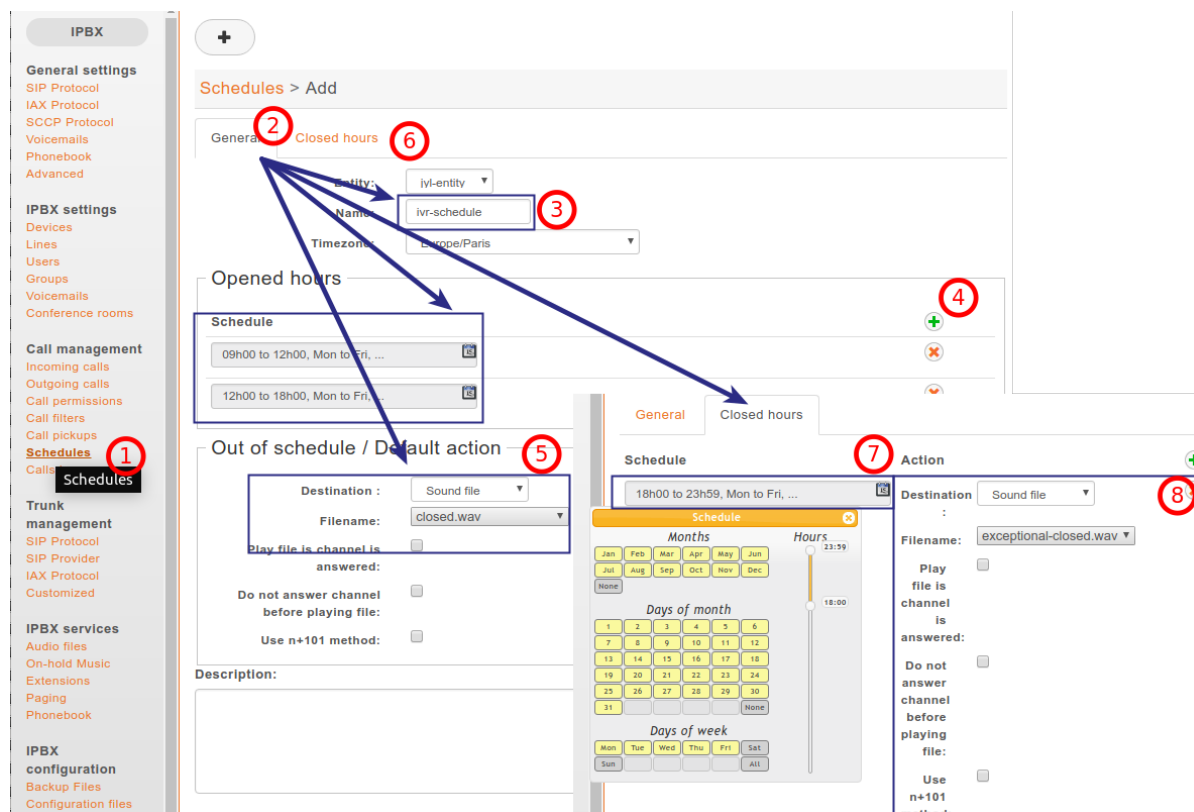 IPBX
General settings
SIP Protocol
IAX Protocol
SCCP Protocol
Voicemails
Phonebook
Advanced
IPBX settings
Devices
Lines
Users
Groups
Voicemails
Conference rooms
Call management
Incoming calls
Outgoing calls
Call permissions
Call filters
Call pickups
Schedules
1
Calls
Schedules
Trunk
management
SIP Protocol
SIP Provider
IAX Protocol
Customized
IPBX services
Audio files
On-hold Music
Extensions
Paging
Phonebook
IPBX
configuration
Backup Files
Configuration files
Schedules > Add
General
2
Closed hours
6
Entity:
jyl-entity
Name:
ivr-schedule
3
Timezone:
Europe/Paris
Opened hours
4
Schedule
09h00 to 12h00, Mon to Fri, ...
12h00 to 18h00, Mon to Fri, ...
Out of schedule / Default action
5
Destination :
Sound file
Filename:
closed.wav
Play file is channel is
answered:
Do not answer channel
before playing file:
Use n+101 method:
Description:
General
Closed hours
Schedule
7
Action
18h00 to 23h59, Mon to Fri, ...
Schedule
Months
Jan Feb Mar Apr May Jun
Jul Aug Sep Oct Nov Dec
None
Hours
23:59
18:00
Days of month
1 2 3 4 5 6
7 8 9 10 11 12
13 14 15 16 17 18
19 20 21 22 23 24
25 26 27 28 29 30
31 None
Days of week
Mon Tue Wed Thu Fri Sat
Sun All
Destination
:
Sound file
8
Filename:
exceptional-closed.wav
Play
file is
channel
is
answered:
Do not
answer
channel
before
playing
file:
Use
n+101